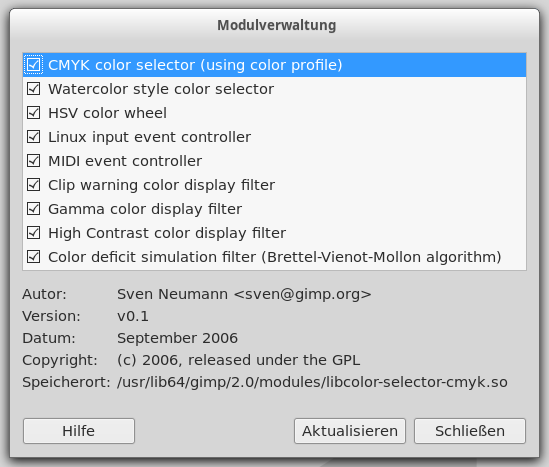 Modulverwaltung
CMYK color selector (using color profile)
Watercolor style color selector
HSV color wheel
Linux input event controller
MIDI event controller
Clip warning color display filter
Gamma color display filter
High Contrast color display filter
Color deficit simulation filter (Brettel-Vienot-Mollon algorithm)
Autor: Sven Neumann <sven@gimp.org>
Version: v0.1
Datum: September 2006
Copyright: (c) 2006, released under the GPL
Speicherort: /usr/lib64/gimp/2.0/modules/libcolor-selector-cmyk.so
Hilfe Aktualisieren Schließen